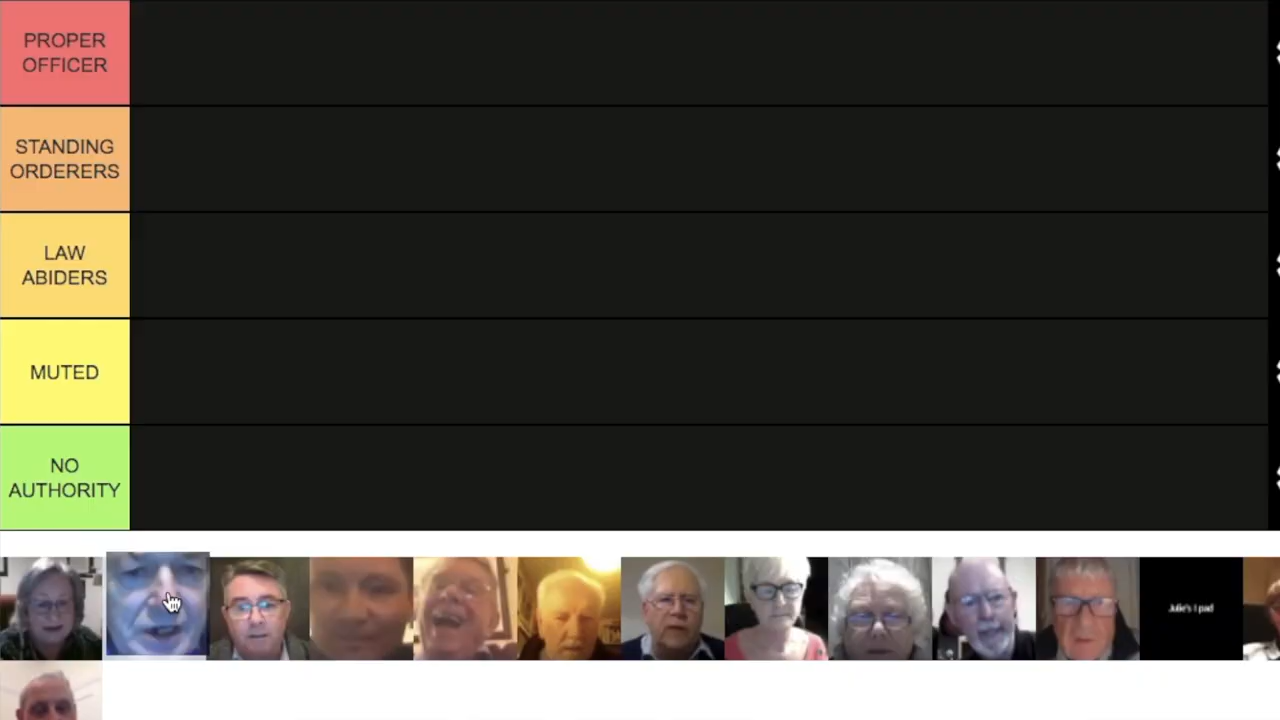 PROPER
OFFICER
STANDING
ORDERERS
LAW
ABIDERS
MUTED
NO
AUTHORITY
Julie's I pad